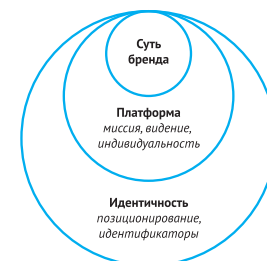 Суть
бренда
Платформа
миссия, видение,
индивидуальность
Идентичность
позиционирование,
идентификаторы